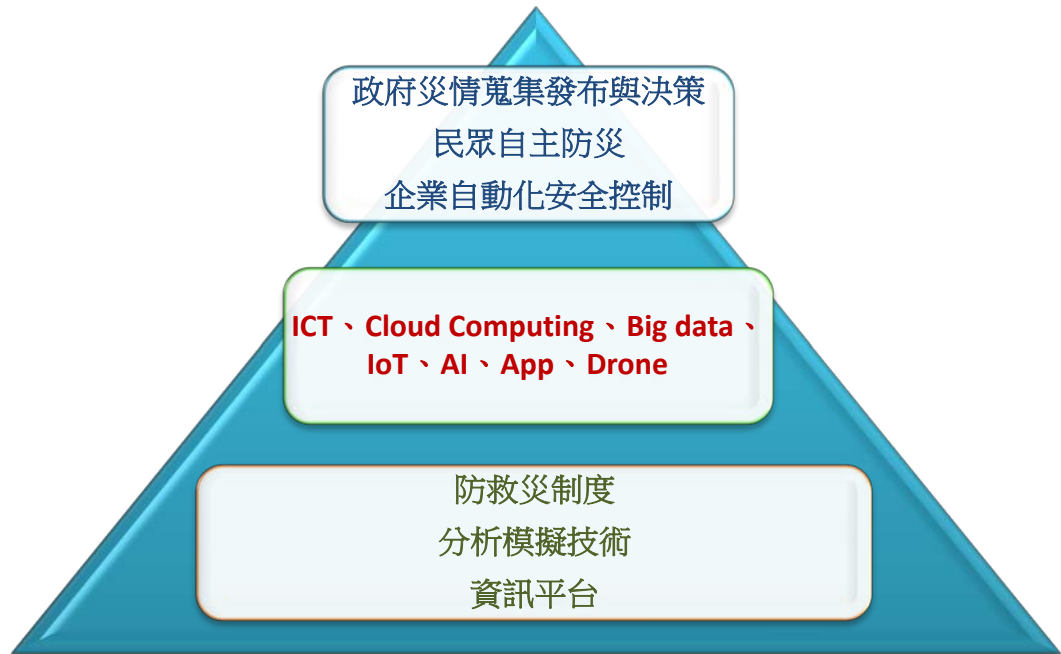 政府災情蒐集發布與決策
民眾自主防災
企業自動化安全控制
ICT、Cloud Computing、Big data、
IoT、AI、App、Drone
防救災制度
分析模擬技術
資訊平台